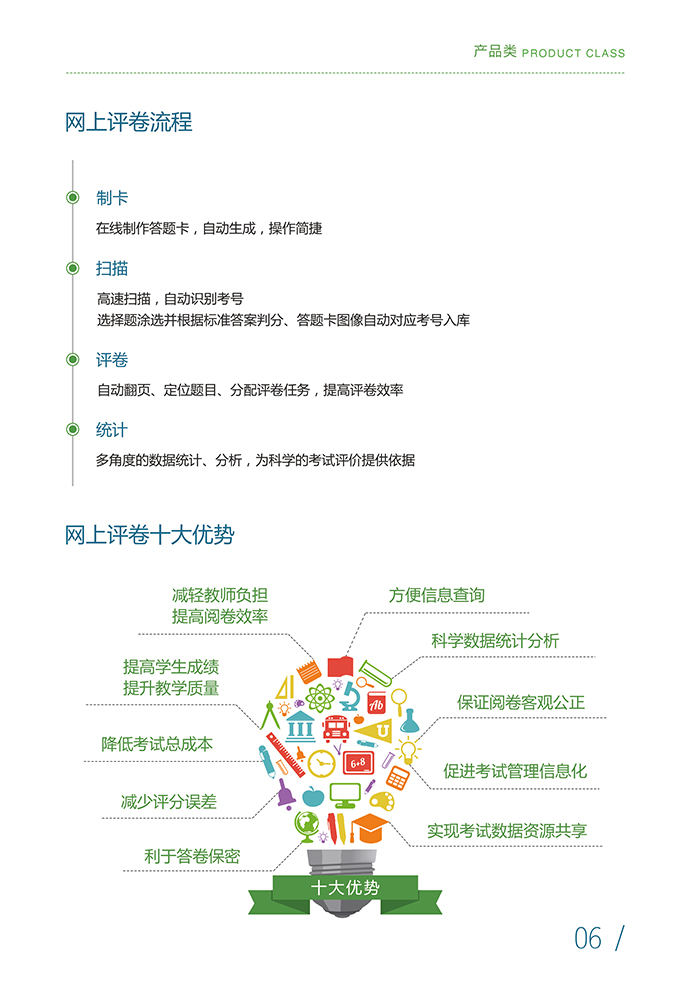 产品类 PRODUCT CLASS
网上评卷流程
制卡
在线制作答题卡，自动生成，操作简捷
扫描
高速扫描，自动识别考号
选择题涂选并根据标准答案判分、答题卡图像自动对应考号入库
评卷
自动翻页、定位题目、分配评卷任务，提高评卷效率
统计
多角度的数据统计、分析，为科学的考试评价提供依据
网上评卷十大优势
减轻教师负担
提高阅卷效率
方便信息查询
科学数据统计分析
提高学生成绩
提升教学质量
保证阅卷客观公正
降低考试总成本
促进考试管理信息化
减少评分误差
实现考试数据资源共享
利于答卷保密
Ab
U
6+8
十大优势
06 /